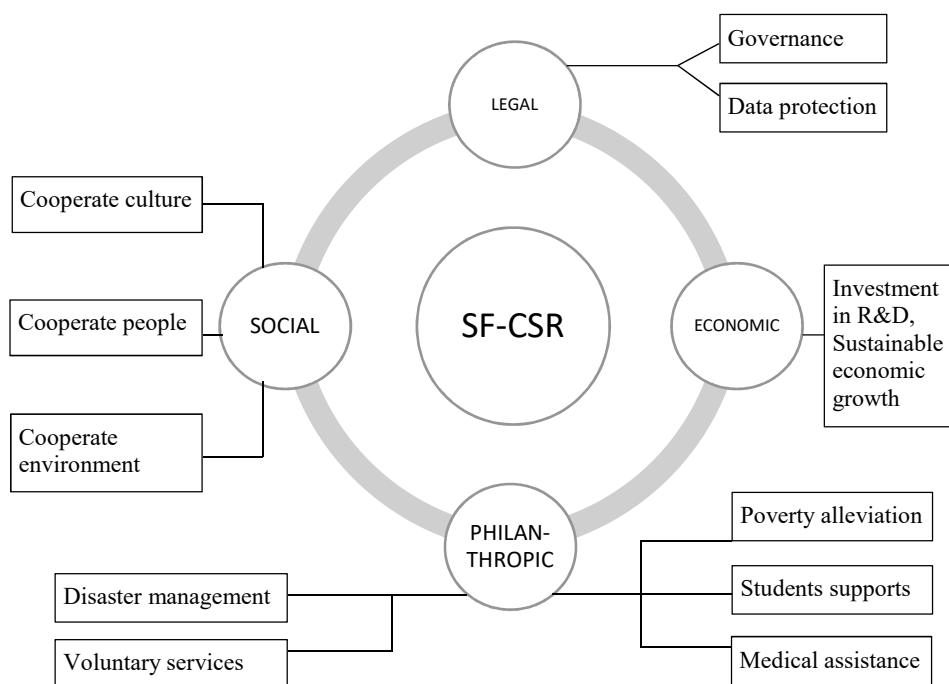 Governance
LEGAL
Data protection
Cooperate culture
Cooperate people
Cooperate
environment
SOCIAL
SF-CSR
ECONOMIC
Investment
in R&D,
Sustainable
economic
growth
PHILAN-
THROPIC
Poverty alleviation
Disaster management
Students supports
Voluntary services
Medical assistance